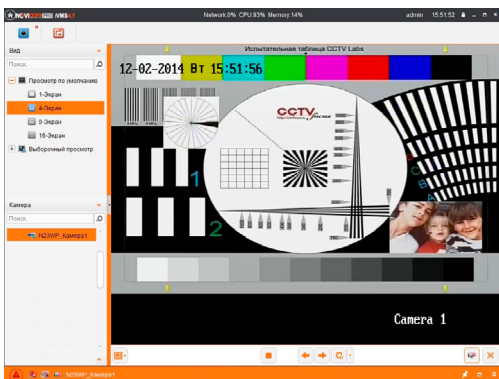 NOVICAM PRO iVMS4.1
Network:0% CPU:93% Memory:14%
admin 15:51:52
Вид
Поиск...
Просмотр по умолчанию
1-Экран
4-Экран
9-Экран
16-Экран
Выборочный просмотр
Камера
Поиск...
N23WP_Камера1
Испытательная таблица CCTV Labs
12-02-2014 Вт 15:51:56
CCTV
Focus
1
2
A
B
C
Camera 1
N23WP_Камера1